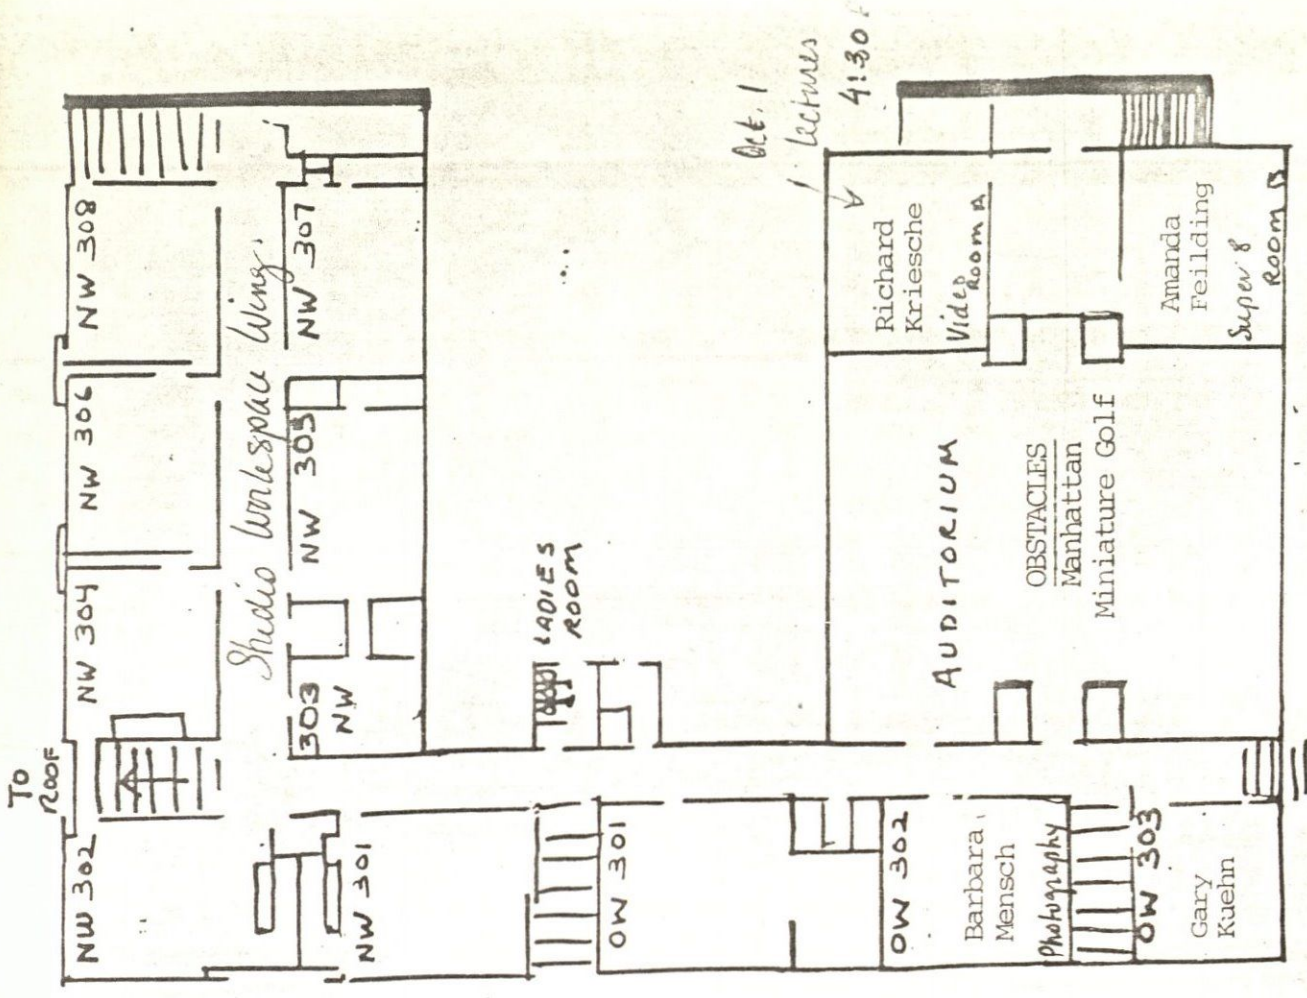 Oct. 1
Lectures
4:30
TO
ROOF
NW 308
NW 306
NW 304
NW 302
Studio Workspace Wing.
NW 307
NW 305
303
NW
NW 301
LADIES
ROOM
OW 301
OW 302
Barbara
Mensch
Photography
OW 303
Gary
Kuehn
AUDITORIUM
OBSTACLES
Manhattan
Miniature Golf
Richard
Kriesche
Video
ROOM A
Amanda
Feilding
Super 8
ROOM B